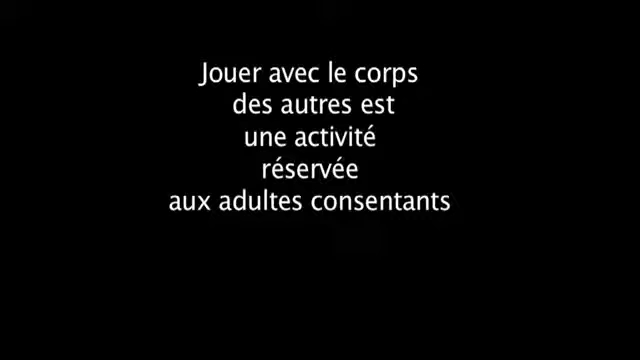 Jouer avec le corps
des autres est
une activité
réservée
aux adultes consentants